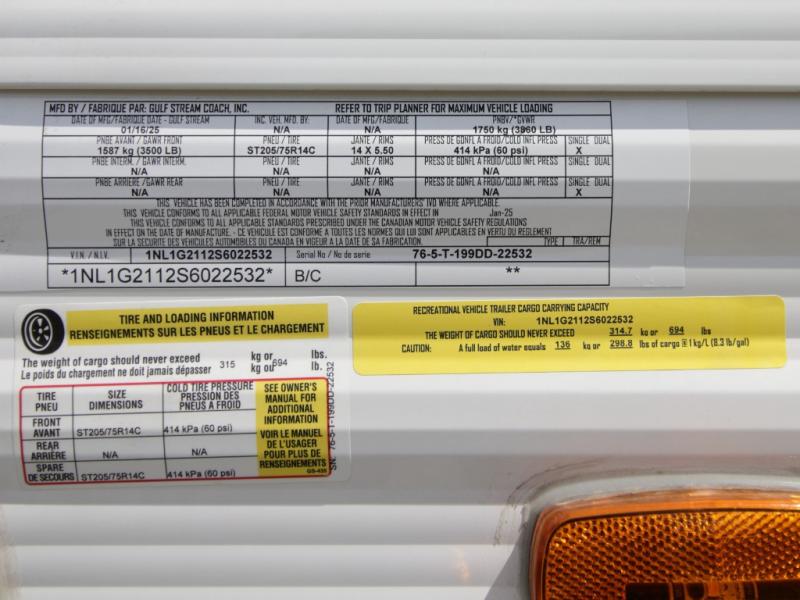 MFD BY / FABRIQUE PAR: GULF STREAM COACH, INC. REFER TO TRIP PLANNER FOR MAXIMUM VEHICLE LOADING
DATE OF MFG/FABRIQUE DATE - GULF STREAM INC. VEH. MFD. BY: DATE OF MFG/FABRIQUE PNBV/*GVWR
01/16/25 N/A N/A 1750 kg (3860 LB)
PNBE AVANT / GAWR FRONT PNEU / TIRE JANTE / RIMS PRESS DE GONFL A FROID/COLD INFL PRESS SINGLE DUAL
1587 kg (3500 LB) ST205/75R14C 14 X 5.50 414 kPa (60 psi) X
PNBE INTERM. / GAWR INTERM. PNEU / TIRE JANTE / RIMS PRESS DE GONFL A FROID/COLD INFL PRESS SINGLE DUAL
N/A N/A N/A N/A
PNBE ARRIERE /GAWR REAR PNEU / TIRE JANTE / RIMS PRESS DE GONFL A FROID/COLD INFL PRESS SINGLE DUAL
N/A N/A N/A N/A X
THIS VEHICLE HAS BEEN COMPLETED IN ACCORDANCE WITH THE PRIOR MANUFACTURERS' IVD WHERE APPLICABLE.
THIS VEHICLE CONFORMS TO ALL APPLICABLE FEDERAL MOTOR VEHICLE SAFETY STANDARDS IN EFFECT IN Jan-25
THIS VEHICLE CONFORMS TO ALL APPLICABLE STANDARDS PRESCRIBED UNDER THE CANADIAN MOTOR VEHICLE SAFETY REGULATIONS
IN EFFECT ON THE DATE OF MANUFACTURE. - CE VEHICULE EST CONFORME A TOUTES LES NORMES QUI LUI SONT APPLICABLES EN VERTU DU REGLEMENT
SUR LA SECURITE DES VEHICULES AUTOMOBILES DU CANADA EN VIGEUR A LA DATE DE SA FABRICATION. TYPE TRA/REM
V.I.N. / N.I.V. 1NL1G2112S6022532 Serial No / No de serie 76-5-T-199DD-22532
*1NL1G2112S6022532* B/C **
TIRE AND LOADING INFORMATION
RENSEIGNEMENTS SUR LES PNEUS ET LE CHARGEMENT
The weight of cargo should never exceed 315 kg or 694 lbs.
Le poids du chargement ne doit jamais dépasser kg ou lb.
TIRE PNEU SIZE DIMENSIONS COLD TIRE PRESSURE PRESSION DES PNEUS A FROID
FRONT AVANT ST205/75R14C 414 kPa (60 psi)
REAR ARRIÈRE N/A N/A
SPARE DE SECOURS ST205/75R14C 414 kPa (60 psi)
SEE OWNER'S
MANUAL FOR
ADDITIONAL
INFORMATION
VOIR LE MANUEL
DE L'USAGER
POUR PLUS DE
RENSEIGNEMENTS
SN: 76-5-T-199DD-22532
RECREATIONAL VEHICLE TRAILER CARGO CARRYING CAPACITY
VIN: 1NL1G2112S6022532
THE WEIGHT OF CARGO SHOULD NEVER EXCEED 314.7 kg or 694 lbs
CAUTION: A full load of water equals 136 kg or 298.8 lbs of cargo @ 1 kg/L (8.3 lb/gal)